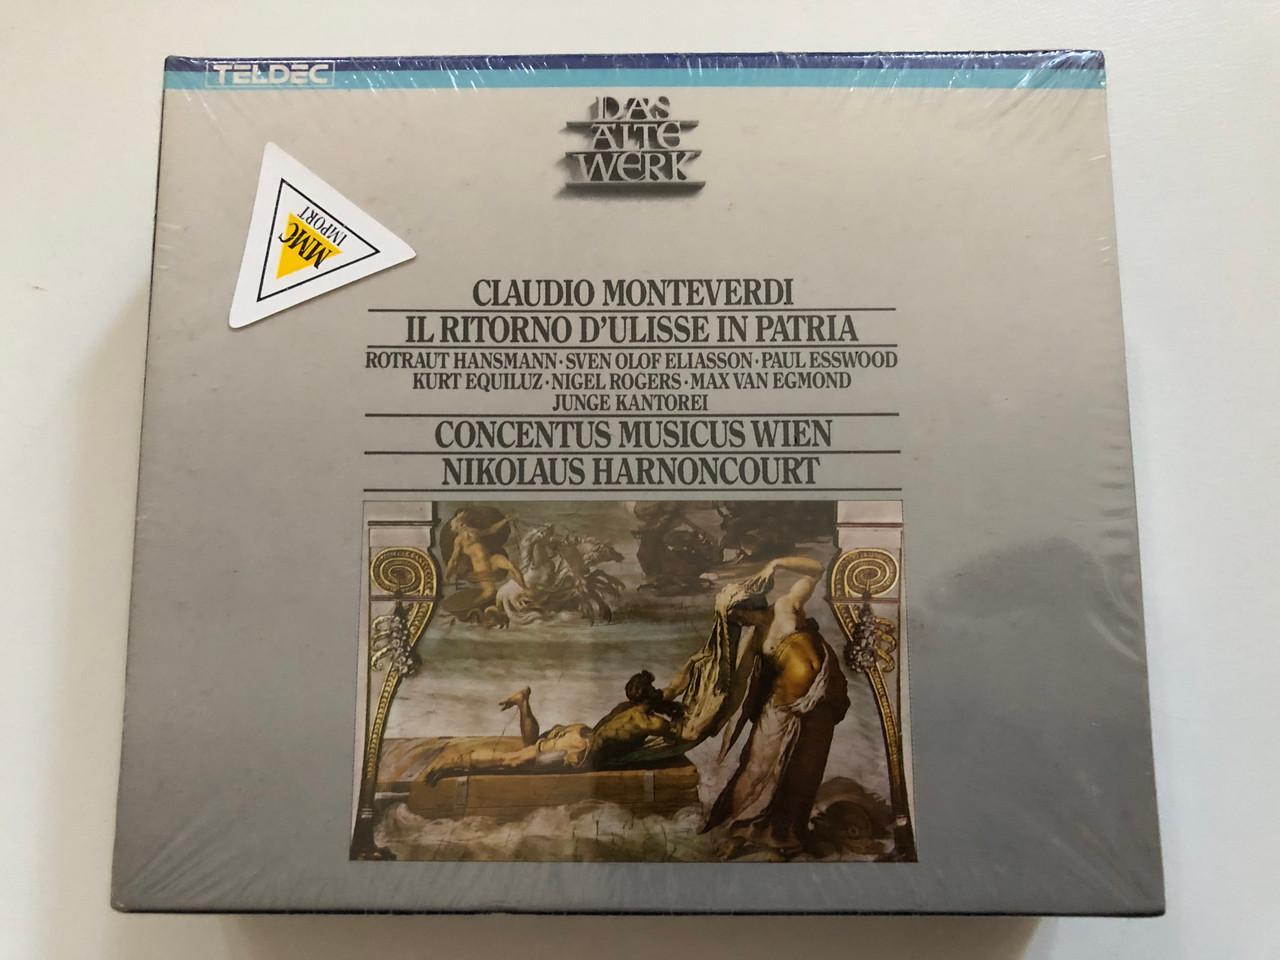 TELDEC
DAS
ALTE
WERK
MMC
IMPORT
CLAUDIO MONTEVERDI
IL RITORNO D'ULISSE IN PATRIA
ROTRAUT HANSMANN · SVEN OLOF ELIASSON · PAUL ESSWOOD
KURT EQUILUZ · NIGEL ROGERS · MAX VAN EGMOND
JUNGE KANTOREI
CONCENTUS MUSICUS WIEN
NIKOLAUS HARNONCOURT